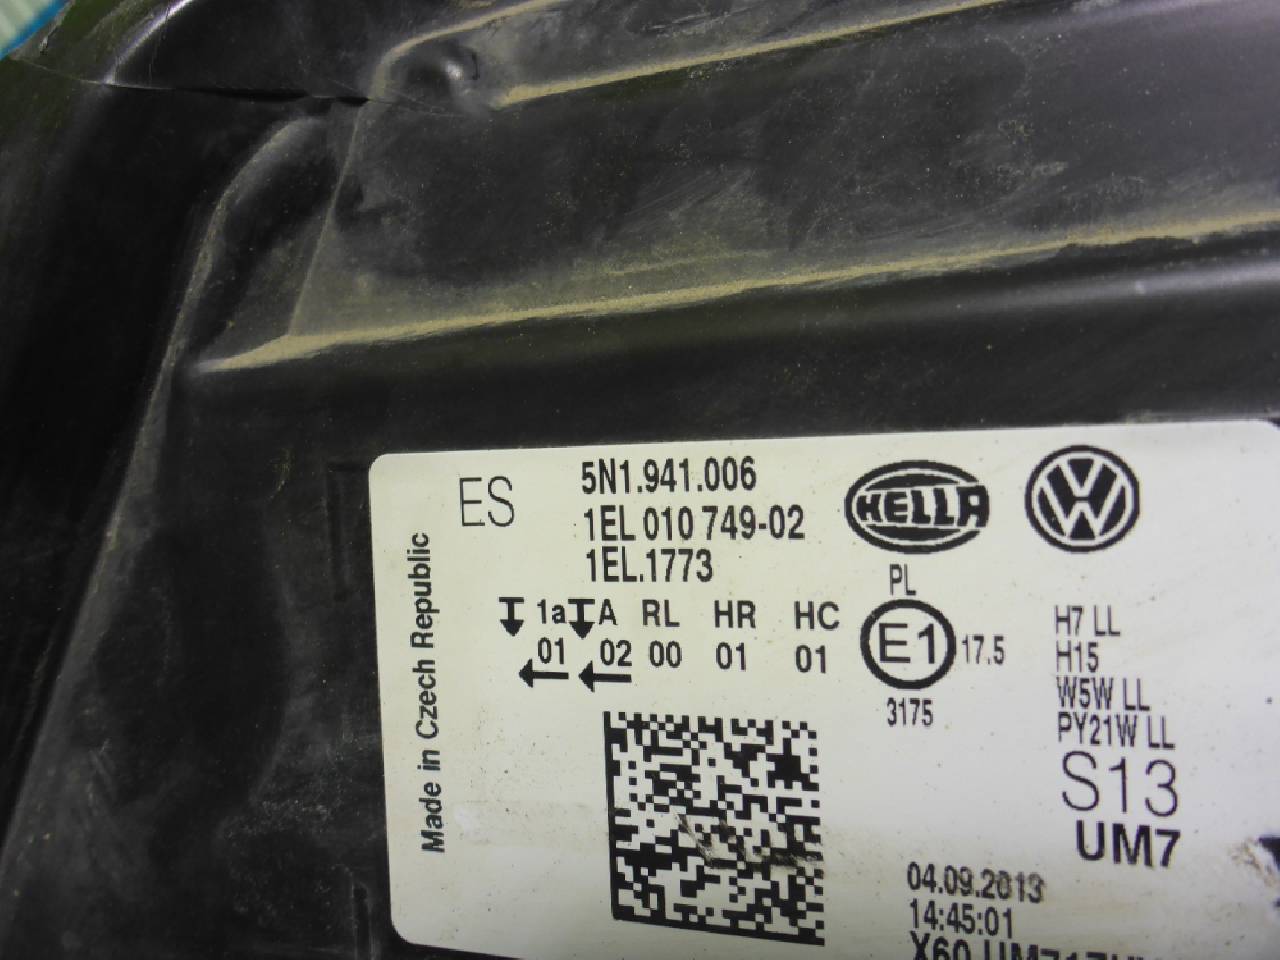 ES
5N1.941.006
1EL 010 749-02
1EL.1773
HELLA
VW
Made in Czech Republic
1a A RL HR HC
01 02 00 01 01
PL
E1 17.5
3175
H7 LL
H15
W5W LL
PY21W LL
S13
UM7
04.09.2013
14:45:01